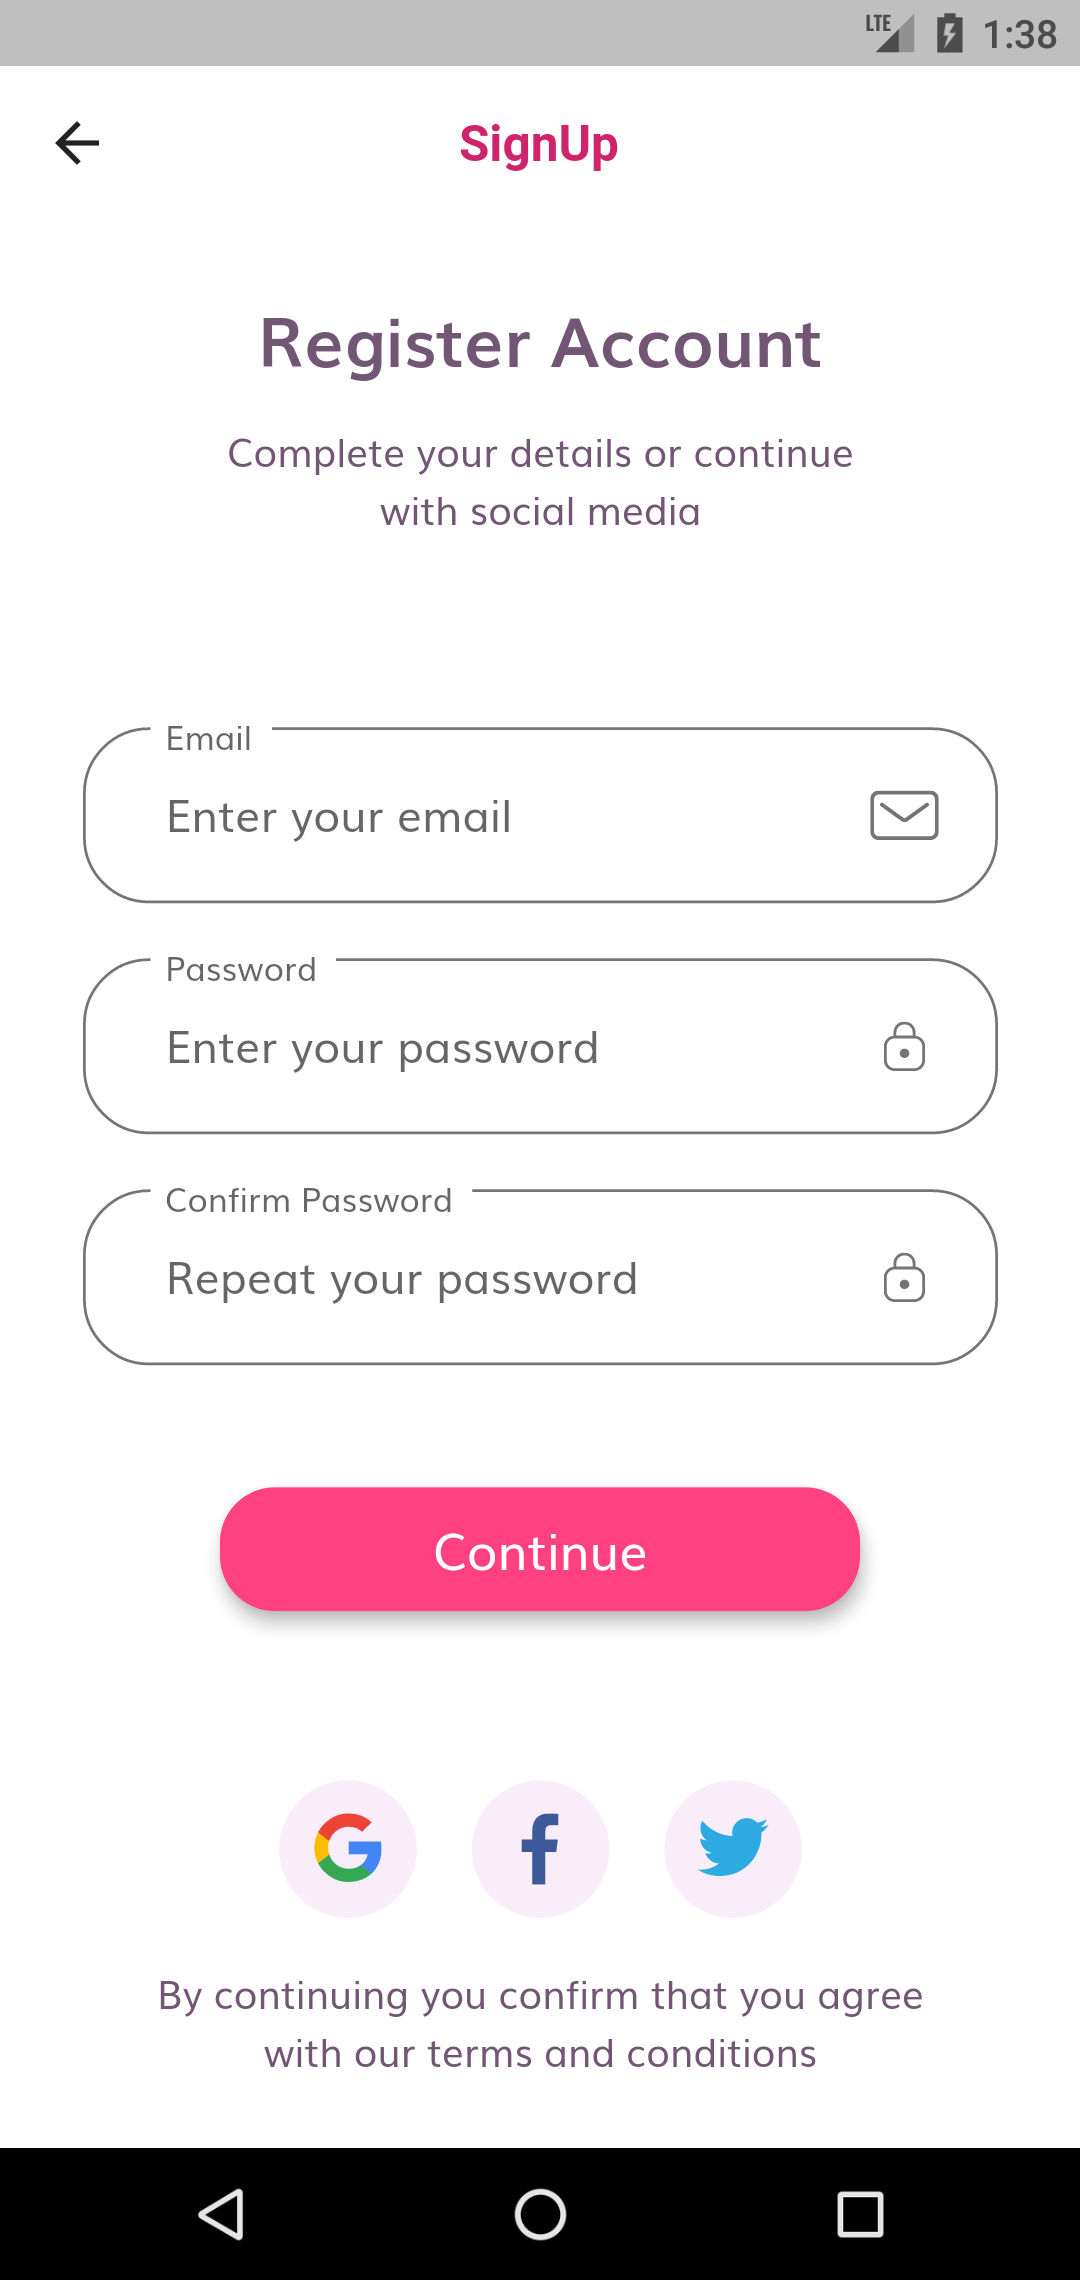 LTE 1:38
SignUp
Register Account
Complete your details or continue
with social media
Email
Enter your email
Password
Enter your password
Confirm Password
Repeat your password
Continue
By continuing you confirm that you agree
with our terms and conditions